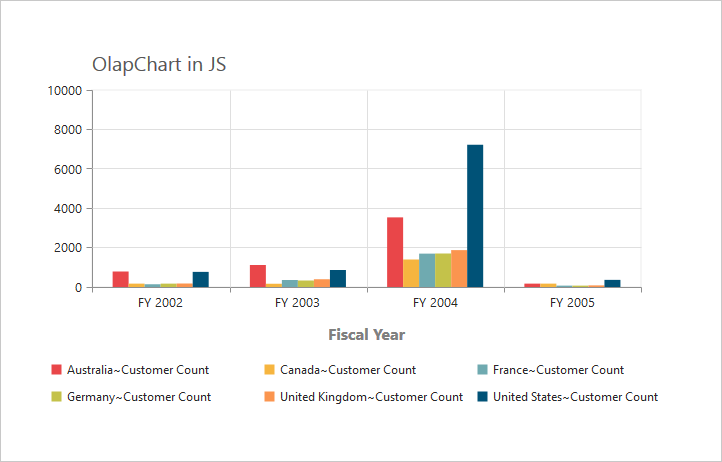 OlapChart in JS
10000
8000
6000
4000
2000
0
FY 2002 FY 2003 FY 2004 FY 2005
Fiscal Year
Australia~Customer Count Canada~Customer Count France~Customer Count
Germany~Customer Count United Kingdom~Customer Count United States~Customer Count